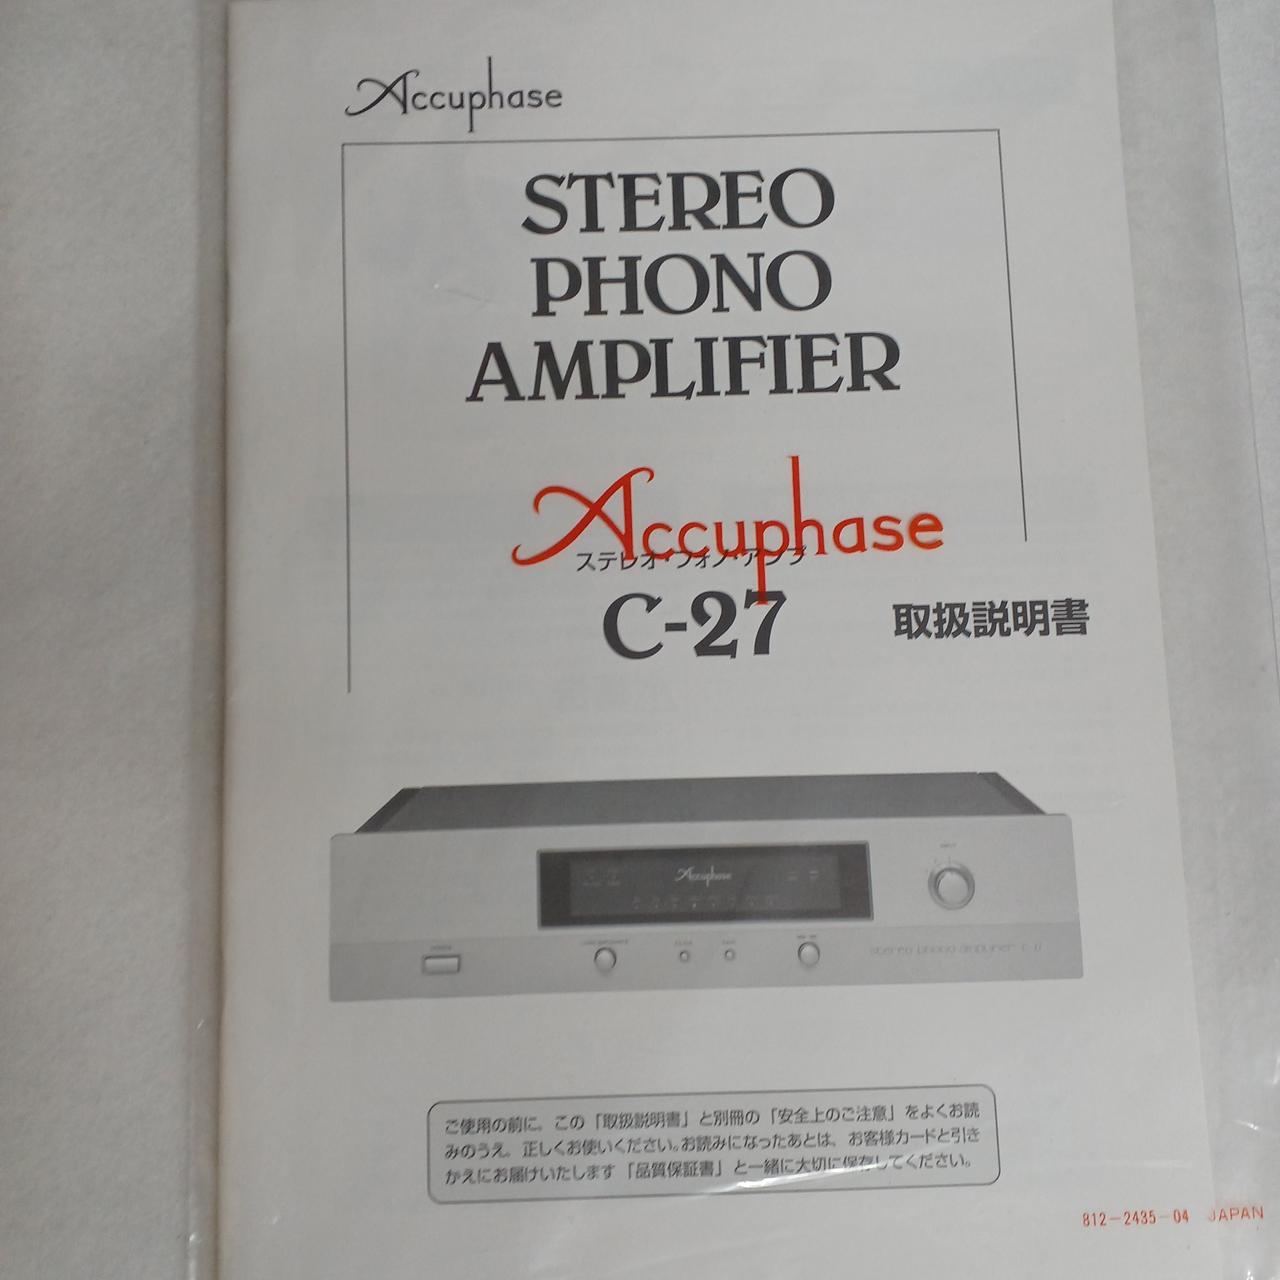 Accuphase
STEREO
PHONO
AMPLIFIER
Accuphase
ステレオ・フォノ・アンプ
C-27
取扱説明書
Accuphase
stereo phono amplifier C-27
ご使用の前に、この「取扱説明書」と別冊の「安全上のご注意」をよくお読
みのうえ、正しくお使いください。お読みになったあとは、お客様カードと引き
かえにお届けいたします「品質保証書」と一緒に大切に保存してください。
812-2435-04 JAPAN